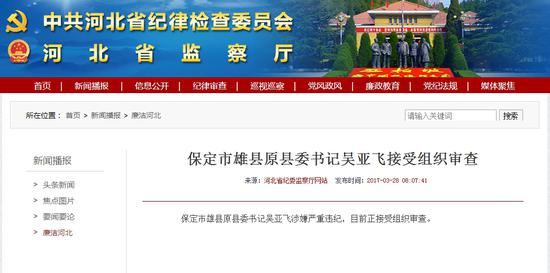 中共河北省纪律检查委员会
河北省监察厅
首页 新闻播报 信息公开 纪律审查 巡视巡察 党风政风 廉政教育 党纪法规 媒体聚焦
所在位置： 首页 > 新闻播报 > 廉洁河北
请输入关键词 搜索
新闻播报
头条新闻
焦点图片
要闻要论
廉洁河北
保定市雄县原县委书记吴亚飞接受组织审查
来源：河北省纪委监察厅网站 发布时间：2017-03-28 08:07:41
保定市雄县原县委书记吴亚飞涉嫌严重违纪，目前正接受组织审查。